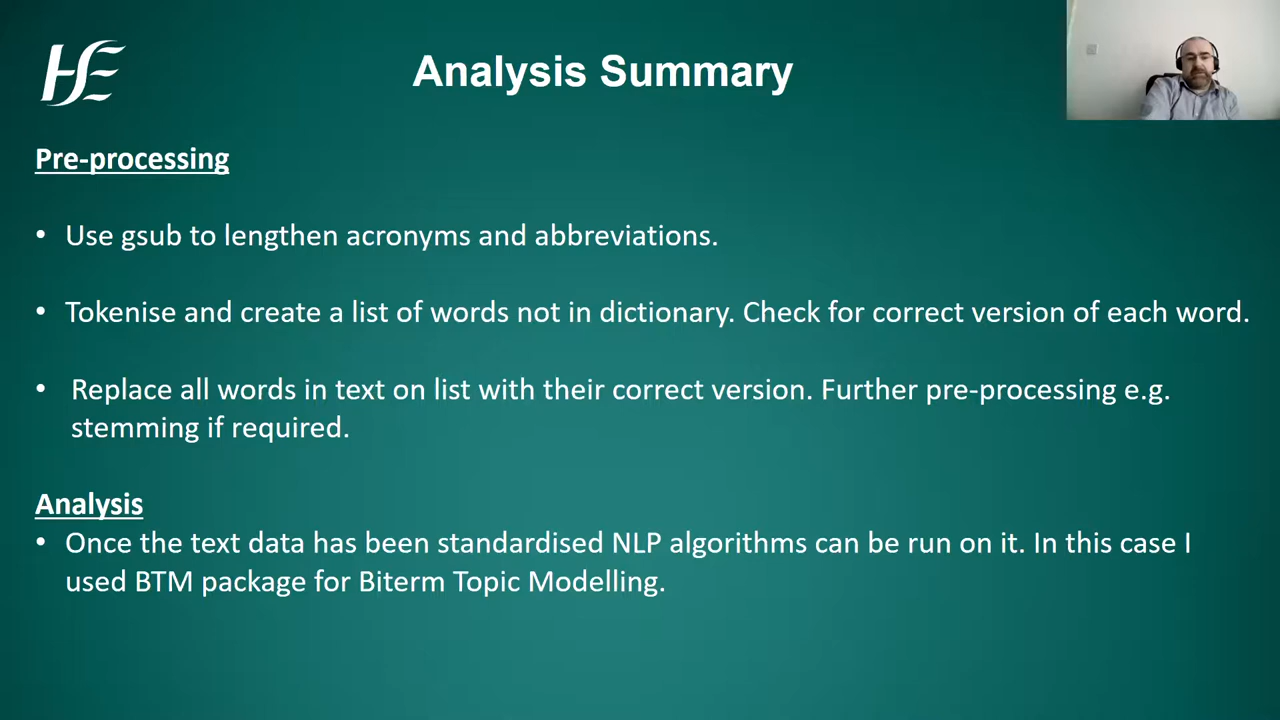 HSE
Analysis Summary
Pre-processing
• Use gsub to lengthen acronyms and abbreviations.
• Tokenise and create a list of words not in dictionary. Check for correct version of each word.
• Replace all words in text on list with their correct version. Further pre-processing e.g.
stemming if required.
Analysis
• Once the text data has been standardised NLP algorithms can be run on it. In this case I
used BTM package for Biterm Topic Modelling.